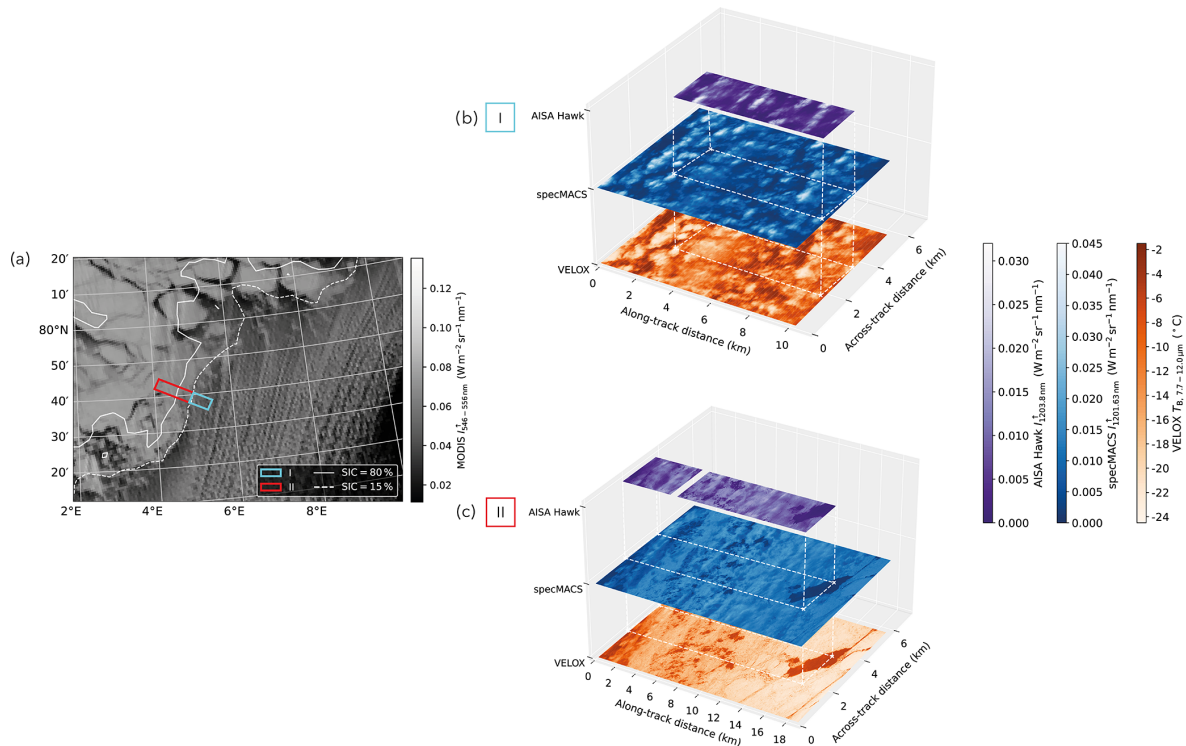 (a)
20′
10′
80°N
50′
40′
30′
20′
2°E
4°E
6°E
8°E
I
II
SIC = 80 %
SIC = 15 %
0.12
0.10
0.08
0.06
0.04
0.02
MODIS I↑546 – 556 nm (W m−2 sr−1 nm−1)
(b)
I
AISA Hawk
specMACS
VELOX
0
2
4
6
8
10
Along-track distance (km)
0
2
4
6
Across-track distance (km)
(c)
II
AISA Hawk
specMACS
VELOX
0
2
4
6
8
10
12
14
16
18
Along-track distance (km)
0
2
4
6
Across-track distance (km)
0.030
0.025
0.020
0.015
0.010
0.005
0.000
AISA Hawk I↑1203.8 nm (W m−2 sr−1 nm−1)
0.045
0.040
0.035
0.030
0.025
0.020
0.015
0.010
0.005
0.000
specMACS I↑1201.63 nm (W m−2 sr−1 nm−1)
-2
-4
-6
-8
-10
-12
-14
-16
-18
-20
-22
-24
VELOX TB, 7.7 – 12.0 μm (°C)